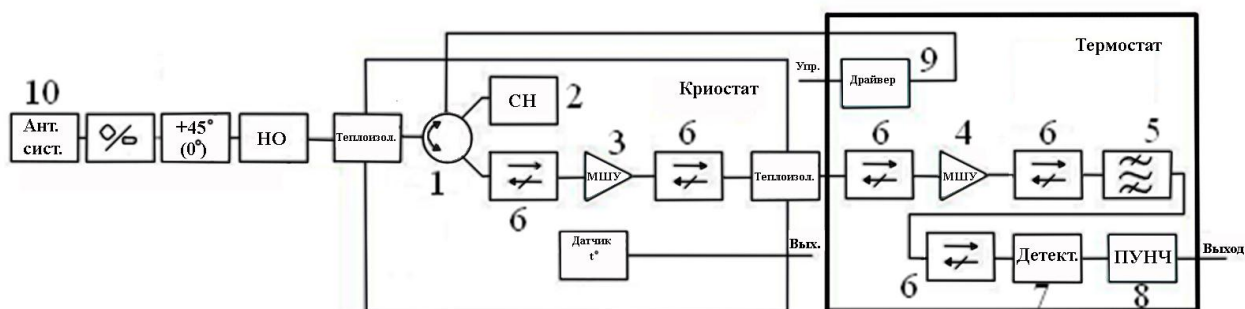 Термостат
Упр.
Драйвер
9
Криостат
СН
2
10
Ант.
сист.
+45°
(0°)
НО
Теплоизол.
1
6
3
МШУ
6
Теплоизол.
6
4
МШУ
6
5
Датчик
t°
Вых.
6
Детект.
7
ПУНЧ
8
Выход